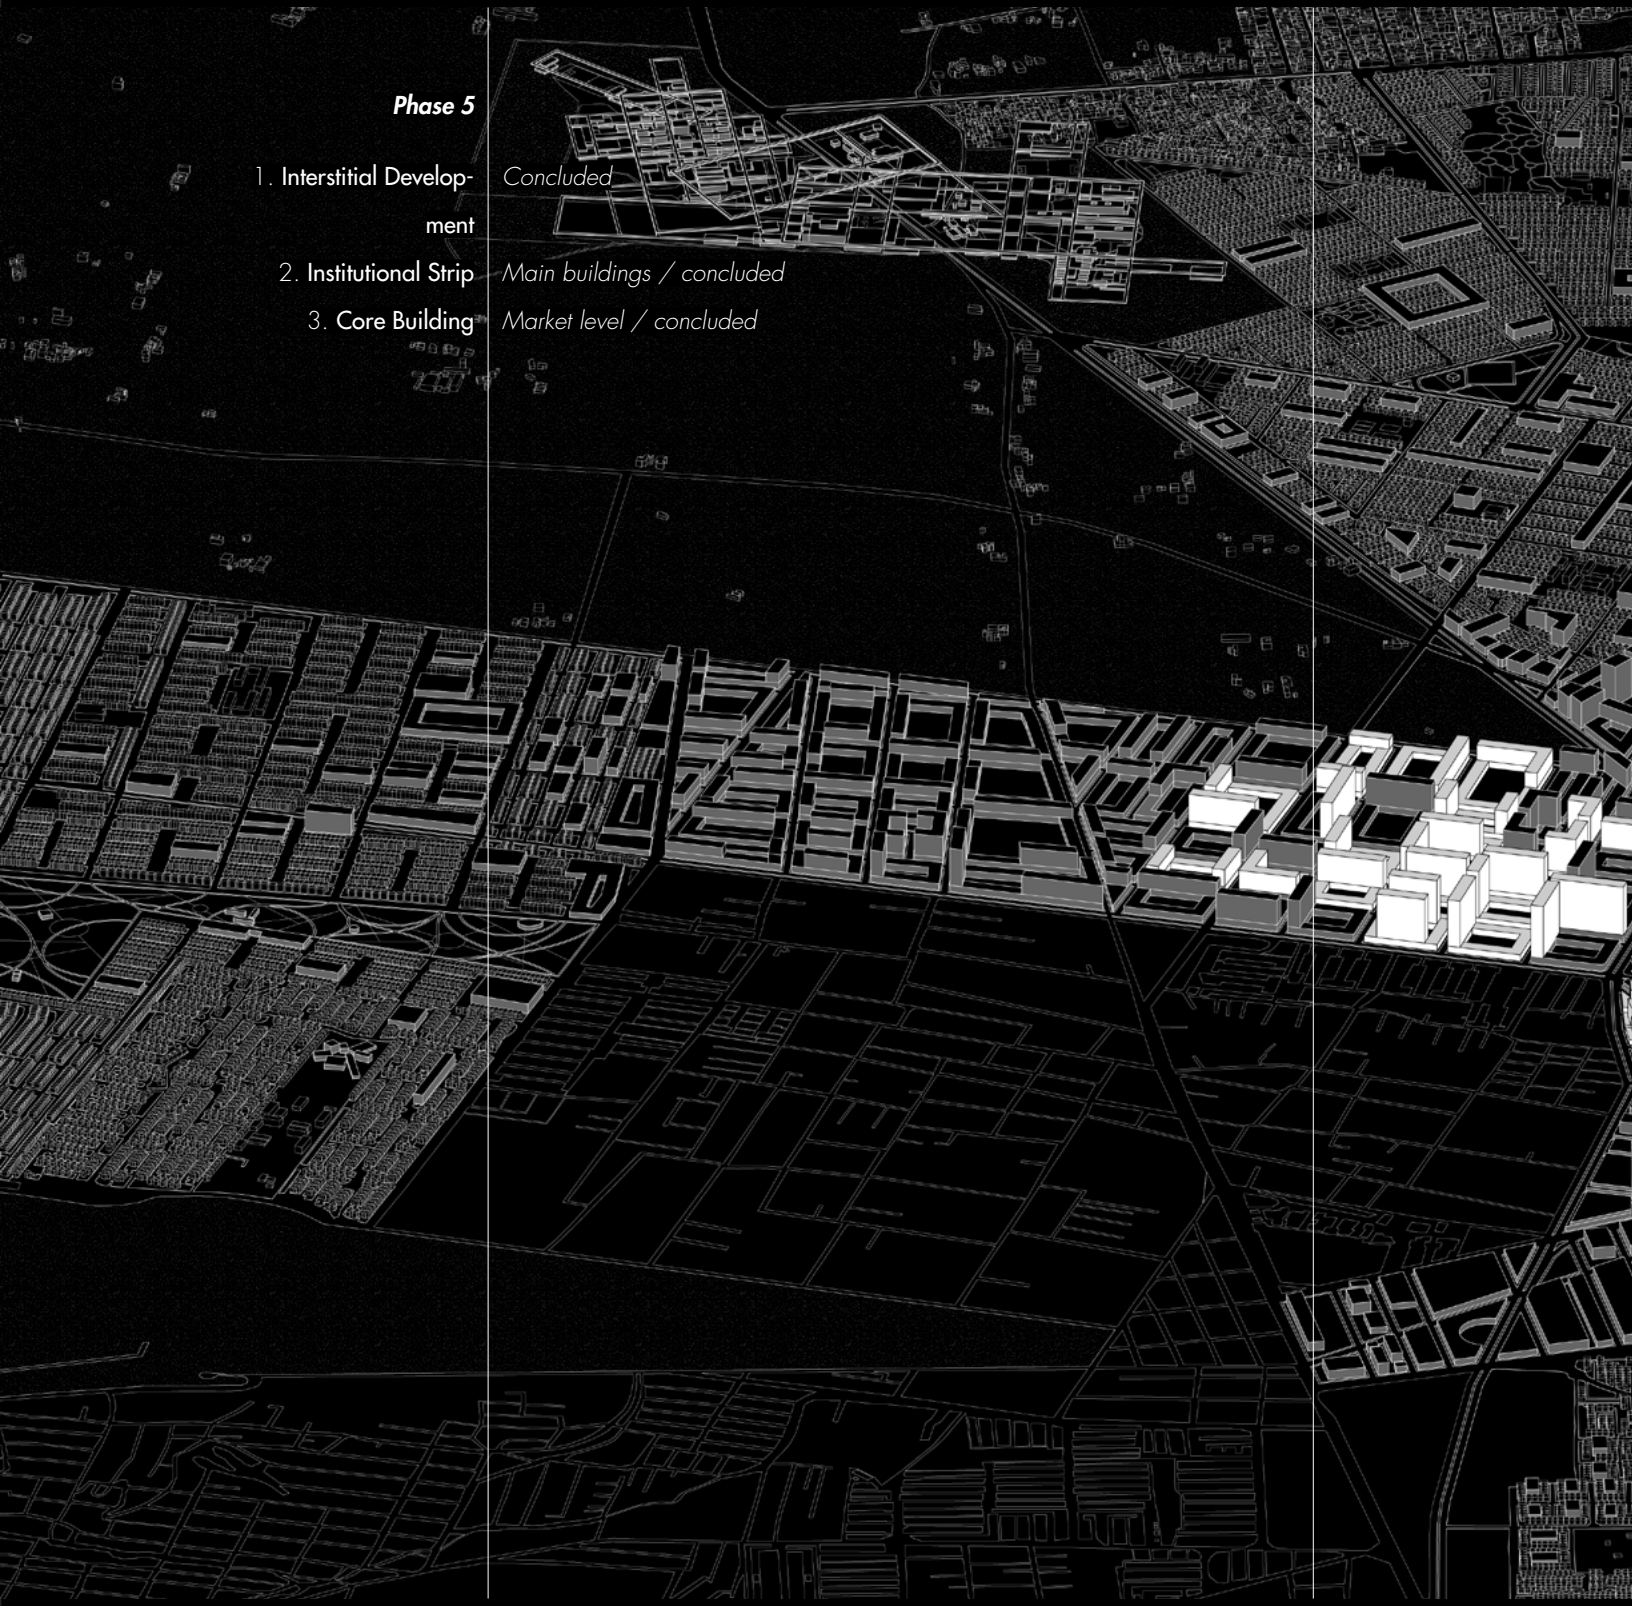 Phase 5
1. Interstitial Develop- Concluded
ment
2. Institutional Strip Main buildings / concluded
3. Core Building Market level / concluded